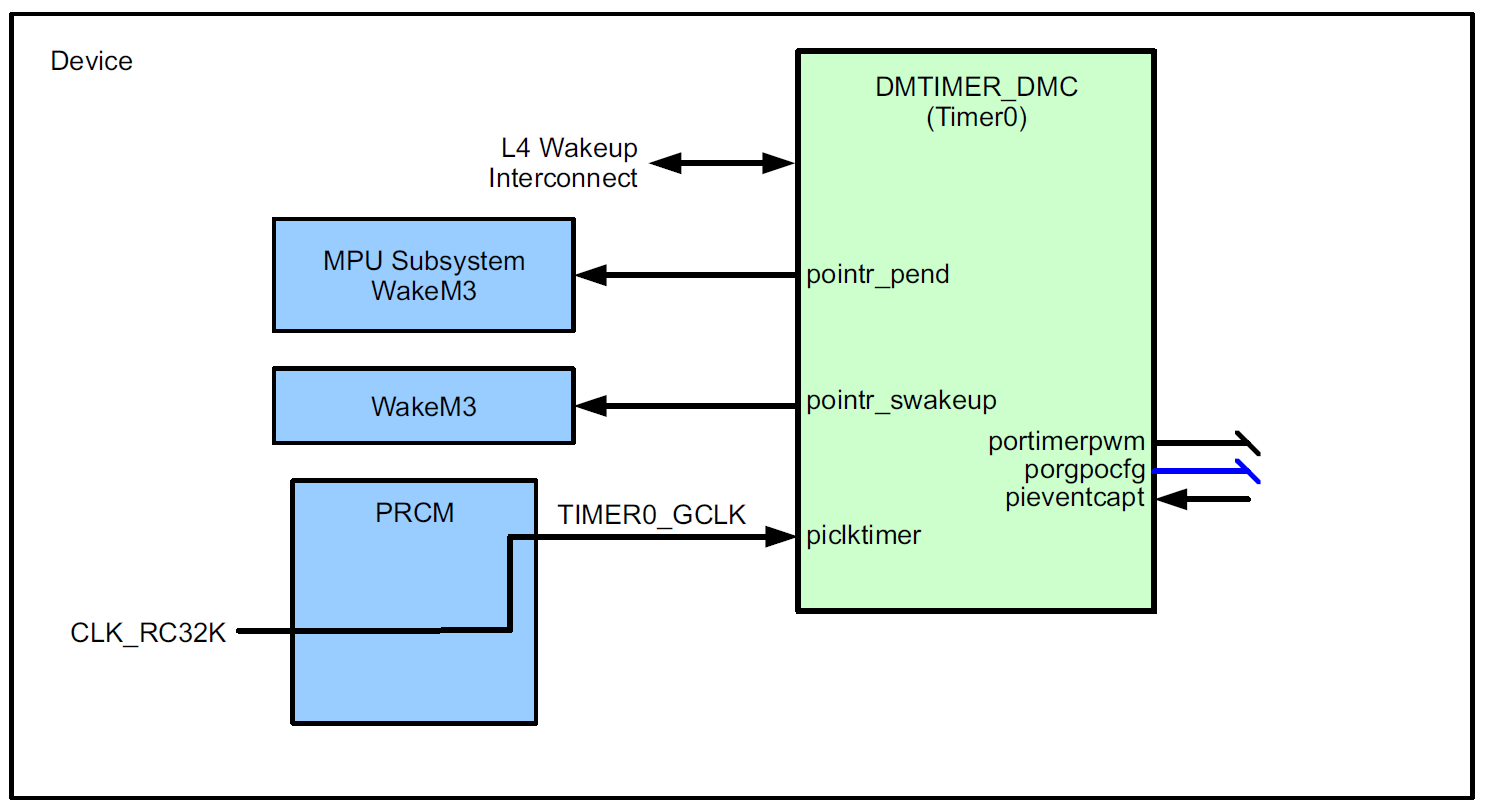 Device
DMTIMER_DMC
(Timer0)
L4 Wakeup
Interconnect
MPU Subsystem
WakeM3
pointr_pend
WakeM3
pointr_swakeup
portimerpwm
porgpocfg
pieventcapt
PRCM
TIMER0_GCLK
piclktimer
CLK_RC32K